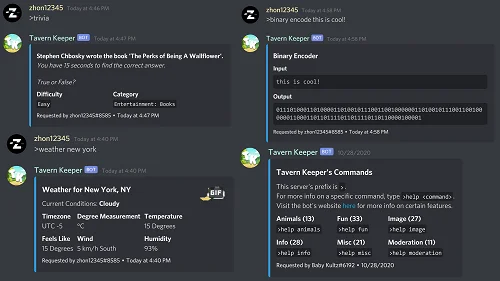 zhon12345 Today at 4:46 PM
>trivia
Tavern Keeper BOT Today at 4:47 PM
Stephen Chbosky wrote the book 'The Perks of Being A Wallflower'.
You have 15 seconds to find the correct answer.
True or False?
Difficulty Category
Easy Entertainment: Books
Requested by zhon12345#8585 • Today at 4:47 PM
zhon12345 Today at 4:40 PM
>weather new york
Tavern Keeper BOT Today at 4:40 PM
Weather for New York, NY
GIF
Current Conditions: Cloudy
Timezone Degree Measurement Temperature
UTC -5 °C 15 Degrees
Feels Like Wind Humidity
15 Degrees 5 km/h South 93%
Requested by zhon12345#8585 • Today at 4:40 PM
zhon12345 Today at 4:58 PM
>binary encode this is cool!
Tavern Keeper BOT Today at 4:58 PM
Binary Encoder
Input
this is cool!
Output
Requested by zhon12345#8585 • Today at 4:58 PM
Tavern Keeper BOT 10/28/2020
Tavern Keeper's Commands
This server's prefix is >.
For more info on a specific command, type >help <command>.
Visit the bot's website here for more info on certain features.
Animals (13) Fun (33) Image (27)
>help animals >help fun >help image
Info (28) Misc (21) Moderation (11)
>help info >help misc >help moderation
Requested by Baby Kultz#6192 • 10/28/2020